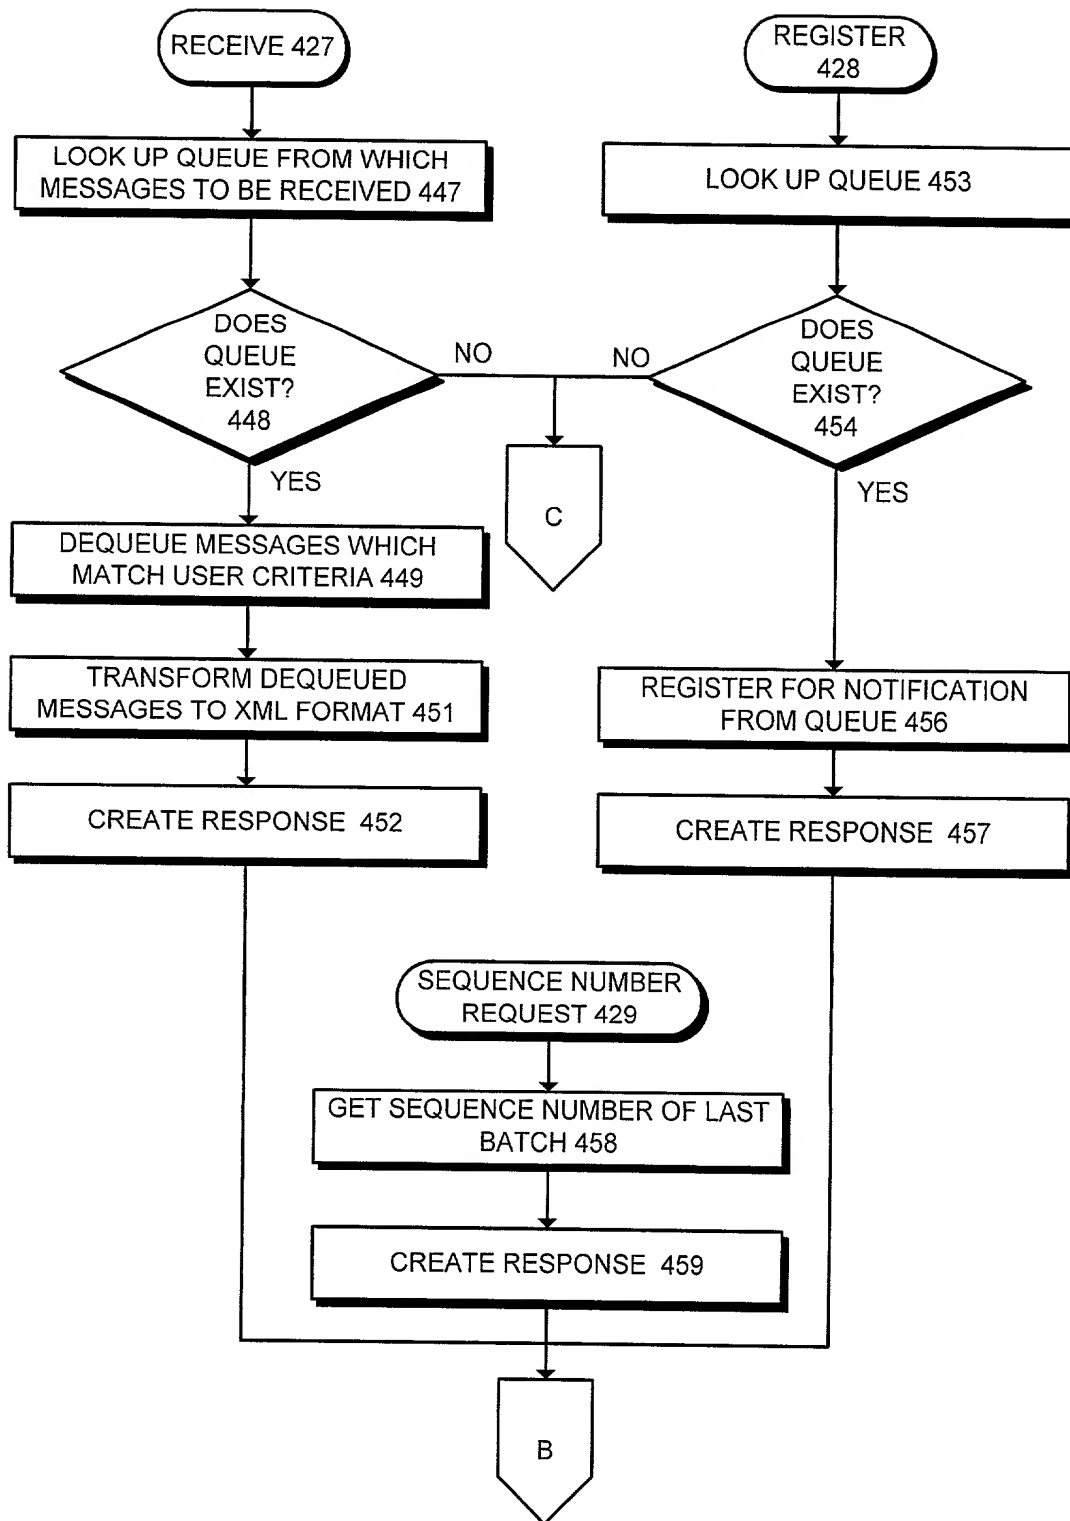 RECEIVE 427
REGISTER
428
LOOK UP QUEUE FROM WHICH
MESSAGES TO BE RECEIVED 447
LOOK UP QUEUE 453
DOES
QUEUE
EXIST?
448
NO
NO
DOES
QUEUE
EXIST?
454
YES
C
YES
DEQUEUE MESSAGES WHICH
MATCH USER CRITERIA 449
TRANSFORM DEQUEUED
MESSAGES TO XML FORMAT 451
REGISTER FOR NOTIFICATION
FROM QUEUE 456
CREATE RESPONSE 452
CREATE RESPONSE 457
SEQUENCE NUMBER
REQUEST 429
GET SEQUENCE NUMBER OF LAST
BATCH 458
CREATE RESPONSE 459
B